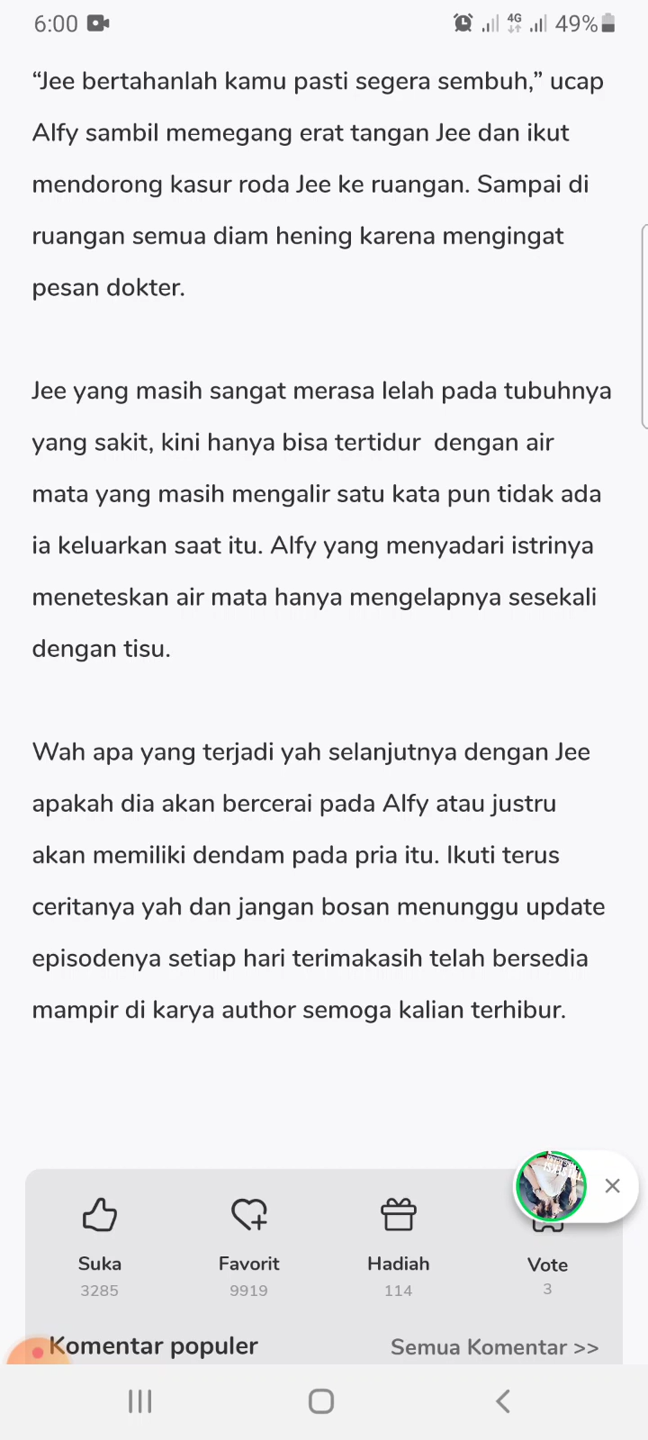 6:00
4G
49%
“Jee bertahanlah kamu pasti segera sembuh,” ucap
Alfy sambil memegang erat tangan Jee dan ikut
mendorong kasur roda Jee ke ruangan. Sampai di
ruangan semua diam hening karena mengingat
pesan dokter.
Jee yang masih sangat merasa lelah pada tubuhnya
yang sakit, kini hanya bisa tertidur  dengan air
mata yang masih mengalir satu kata pun tidak ada
ia keluarkan saat itu. Alfy yang menyadari istrinya
meneteskan air mata hanya mengelapnya sesekali
dengan tisu.
Wah apa yang terjadi yah selanjutnya dengan Jee
apakah dia akan bercerai pada Alfy atau justru
akan memiliki dendam pada pria itu. Ikuti terus
ceritanya yah dan jangan bosan menunggu update
episodenya setiap hari terimakasih telah bersedia
mampir di karya author semoga kalian terhibur.
Suka
Favorit
Hadiah
Vote
3285
9919
114
3
Komentar populer
Semua Komentar >>